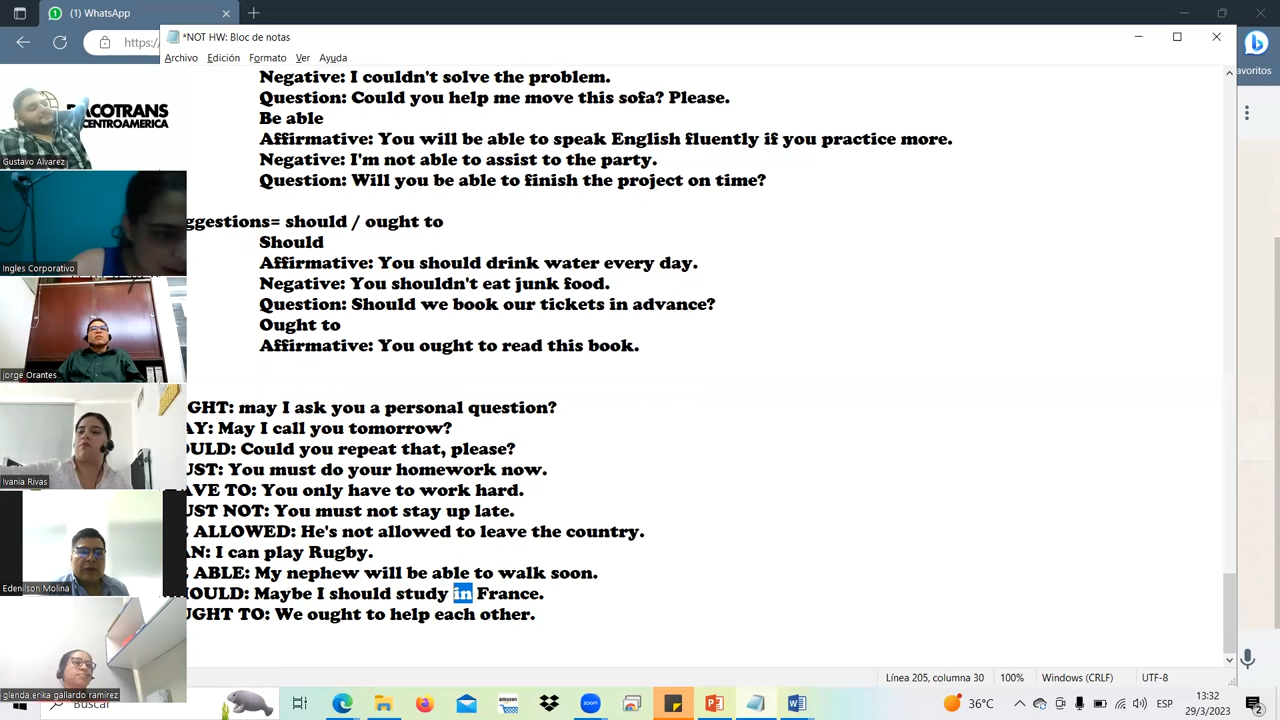 (1) WhatsApp
*NOT HW: Bloc de notas
https:/
Archivo Edición Formato Ver Ayuda
avoritos
Negative: I couldn't solve the problem.
Question: Could you help me move this sofa? Please.
Be able
Affirmative: You will be able to speak English fluently if you practice more.
Negative: I'm not able to assist to the party.
Question: Will you be able to finish the project on time?
ggestions= should / ought to
Should
Affirmative: You should drink water every day.
Negative: You shouldn't eat junk food.
Question: Should we book our tickets in advance?
Ought to
Affirmative: You ought to read this book.
GHT: may I ask you a personal question?
AY: May I call you tomorrow?
OULD: Could you repeat that, please?
UST: You must do your homework now.
AVE TO: You only have to work hard.
UST NOT: You must not stay up late.
E ALLOWED: He's not allowed to leave the country.
AN: I can play Rugby.
E ABLE: My nephew will be able to walk soon.
HOULD: Maybe I should study in France.
UGHT TO: We ought to help each other.
ACOTRANS
CENTROAMERICA
Gustavo Alvarez
Ingles Corporativo
jorge Orantes
Ivania Rivas
Edenilson Molina
glenda erika gallardo ramirez
Línea 205, columna 30 100% Windows (CRLF) UTF-8
Buscar
amazon
zoom
36°C
ESP
13:32
29/3/2023
2